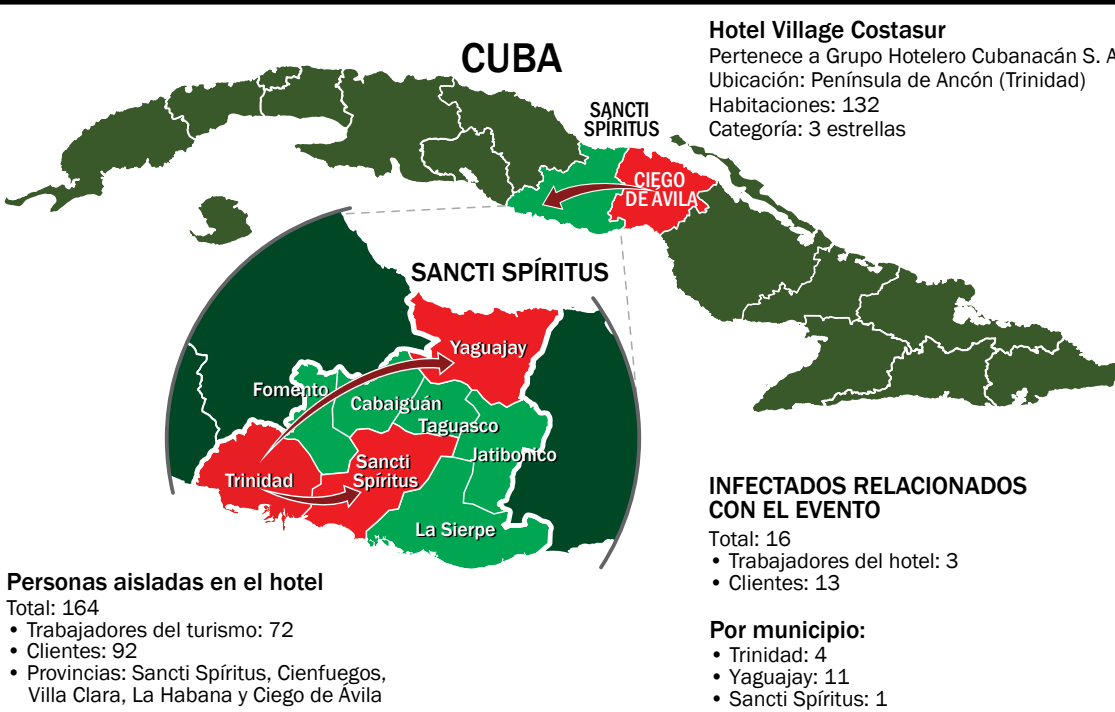 CUBA
Hotel Village Costasur
Pertenece a Grupo Hotelero Cubanacán S. A
Ubicación: Península de Ancón (Trinidad)
Habitaciones: 132
Categoría: 3 estrellas
SANCTI
SPÍRITUS
CIEGO
DE ÁVILA
SANCTI SPÍRITUS
Yaguajay
Fomento
Cabaiguán
Taguasco
Jatibonico
Trinidad
Sancti
Spíritus
La Sierpe
Personas aisladas en el hotel
Total: 164
• Trabajadores del turismo: 72
• Clientes: 92
• Provincias: Sancti Spíritus, Cienfuegos,
Villa Clara, La Habana y Ciego de Ávila
INFECTADOS RELACIONADOS
CON EL EVENTO
Total: 16
• Trabajadores del hotel: 3
• Clientes: 13
Por municipio:
• Trinidad: 4
• Yaguajay: 11
• Sancti Spíritus: 1